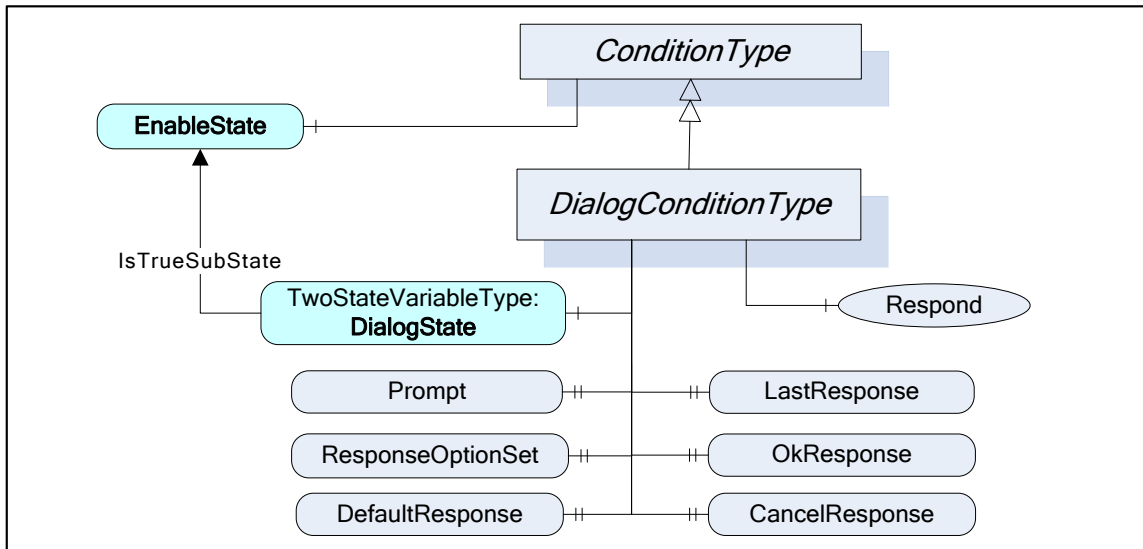 ConditionType
EnableState
DialogConditionType
IsTrueSubState
TwoStateVariableType:
DialogState
Respond
Prompt
LastResponse
ResponseOptionSet
OkResponse
DefaultResponse
CancelResponse